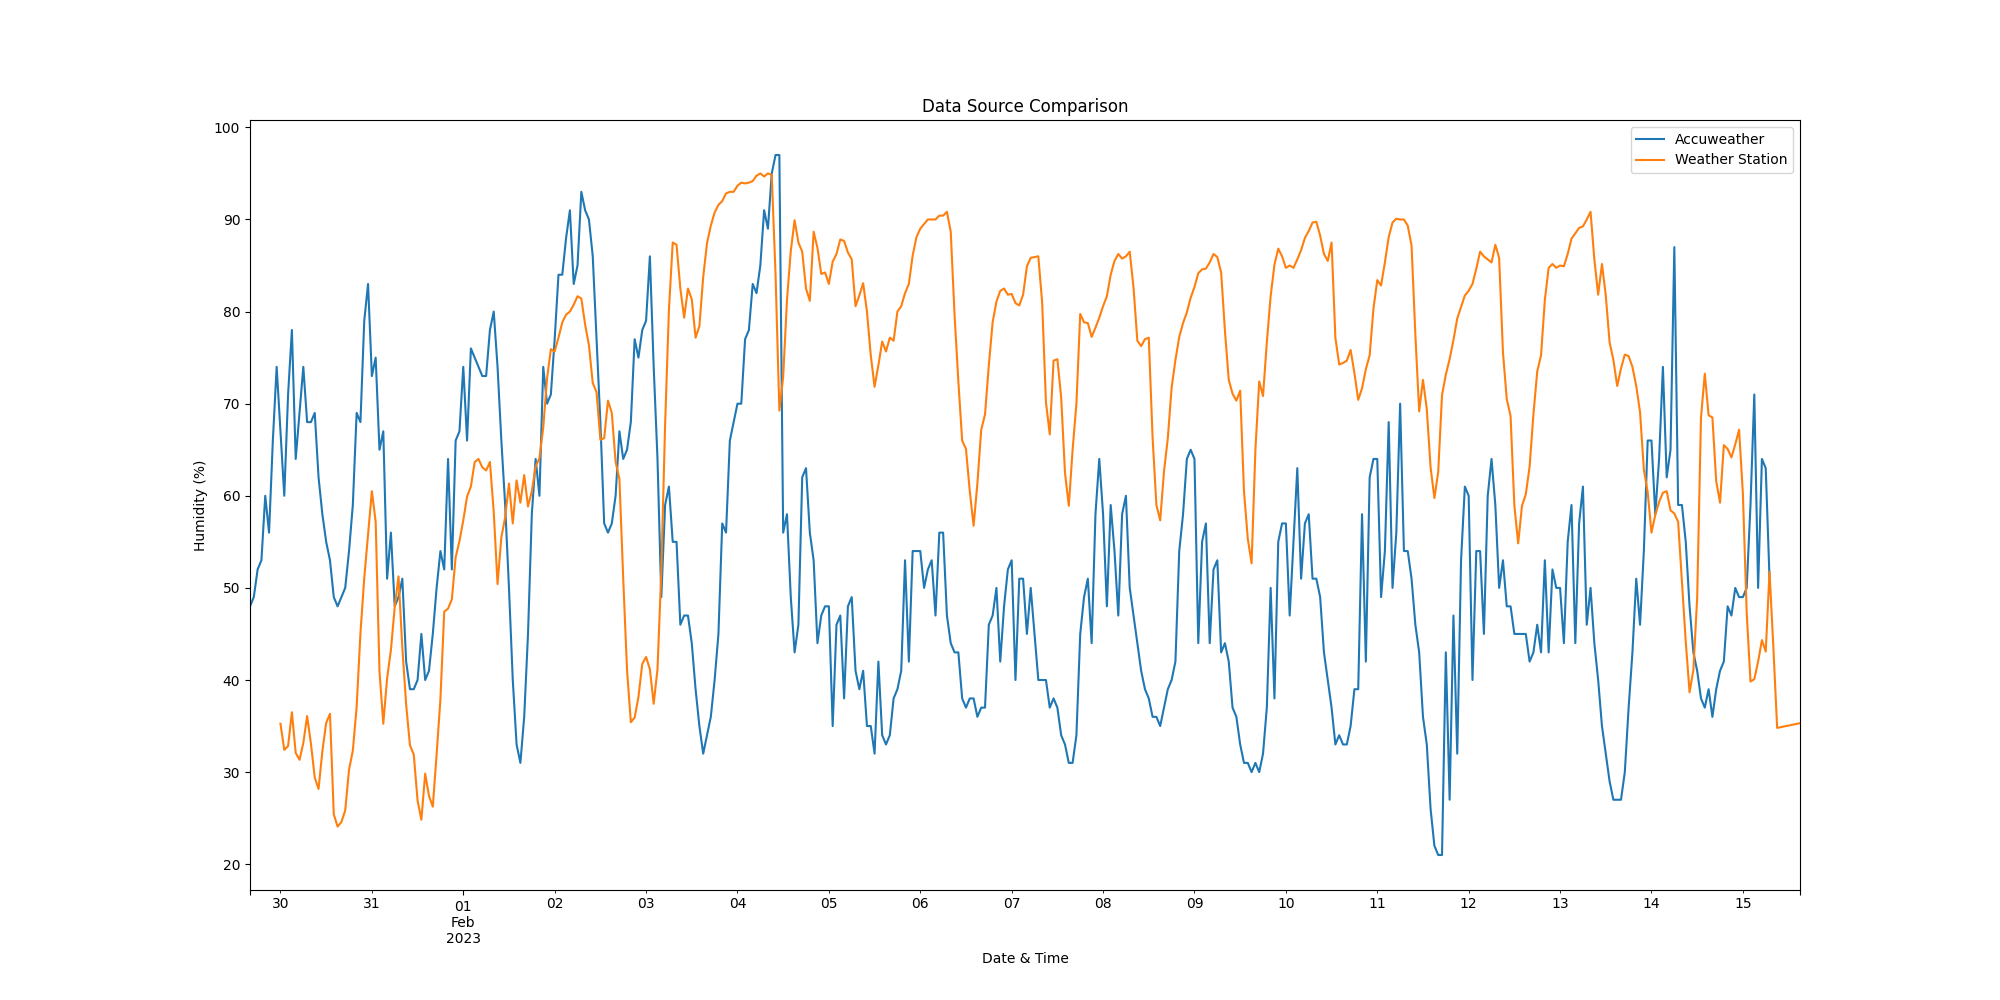 Data Source Comparison
Accuweather
Weather Station
Humidity (%)
100
90
80
70
60
50
40
30
20
30 31 01 02 03 04 05 06 07 08 09 10 11 12 13 14 15
Feb
2023
Date & Time